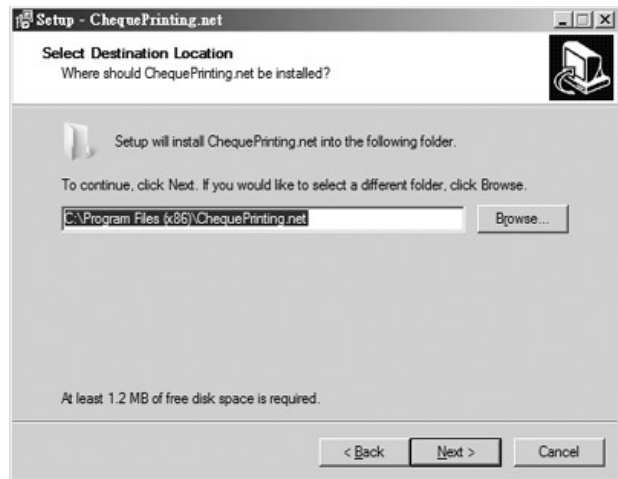 Setup - ChequePrinting.net
Select Destination Location
Where should ChequePrinting.net be installed?
Setup will install ChequePrinting.net into the following folder.
To continue, click Next. If you would like to select a different folder, click Browse.
C:\Program Files (x86)\ChequePrinting.net
Browse...
At least 1.2 MB of free disk space is required.
< Back
Next >
Cancel